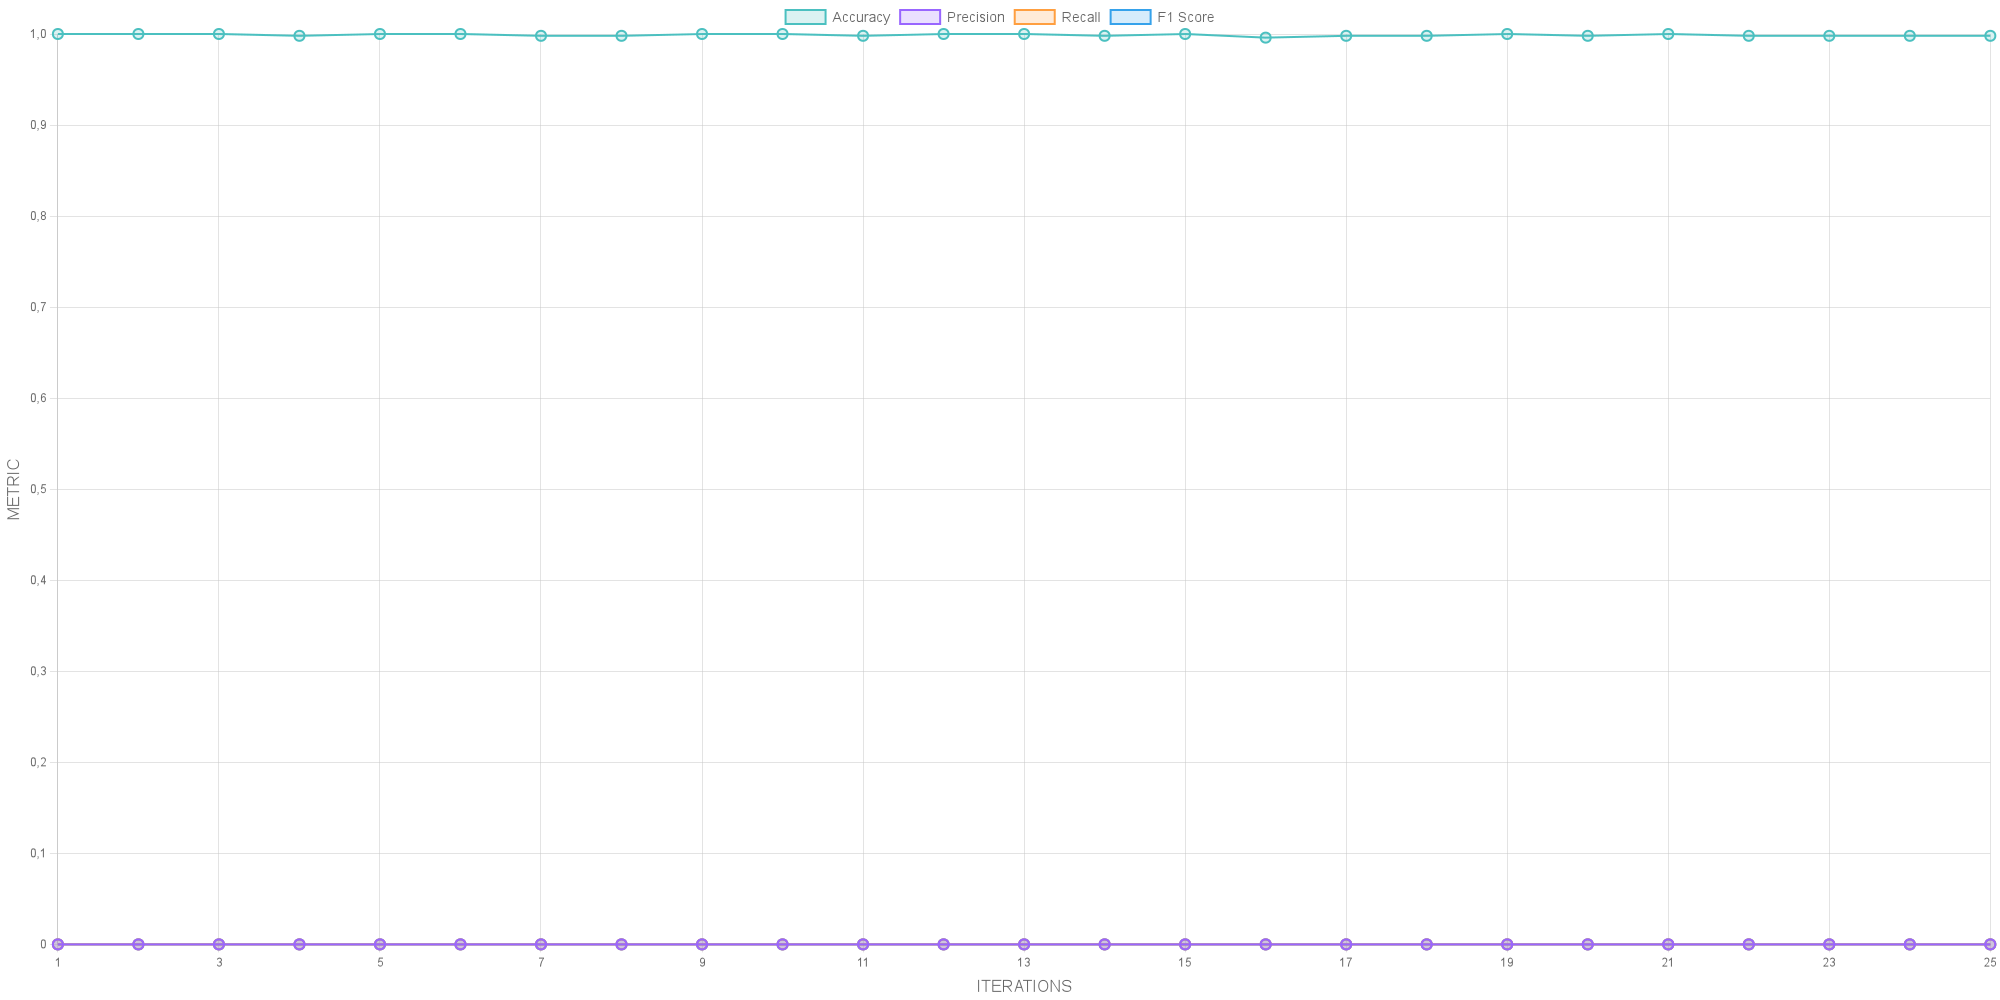 Accuracy Precision Recall F1 Score
1,0
0,9
0,8
0,7
0,6
0,5
0,4
0,3
0,2
0,1
0
METRIC
1 3 5 7 9 11 13 15 17 19 21 23 25
ITERATIONS